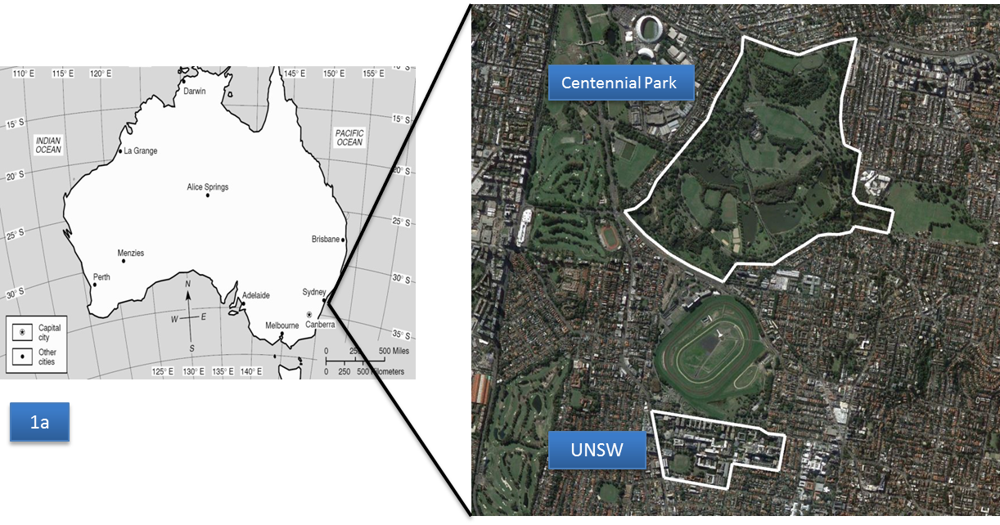 110° E
115° E
120° E
145° E
150° E
155° E
10° S
Darwin
15° S
15° S
INDIAN
OCEAN
PACIFIC
OCEAN
La Grange
20° S
20° S
Alice Springs
25° S
25° S
Brisbane
Menzies
Perth
30° S
30° S
N
W
E
S
Adelaide
Sydney
Canberra
Melbourne
35° S
Capital
city
Other
cities
0 250 500 Miles
0 250 500 Kilometers
125° E
130° E
135° E
140° E
1a
Centennial Park
UNSW